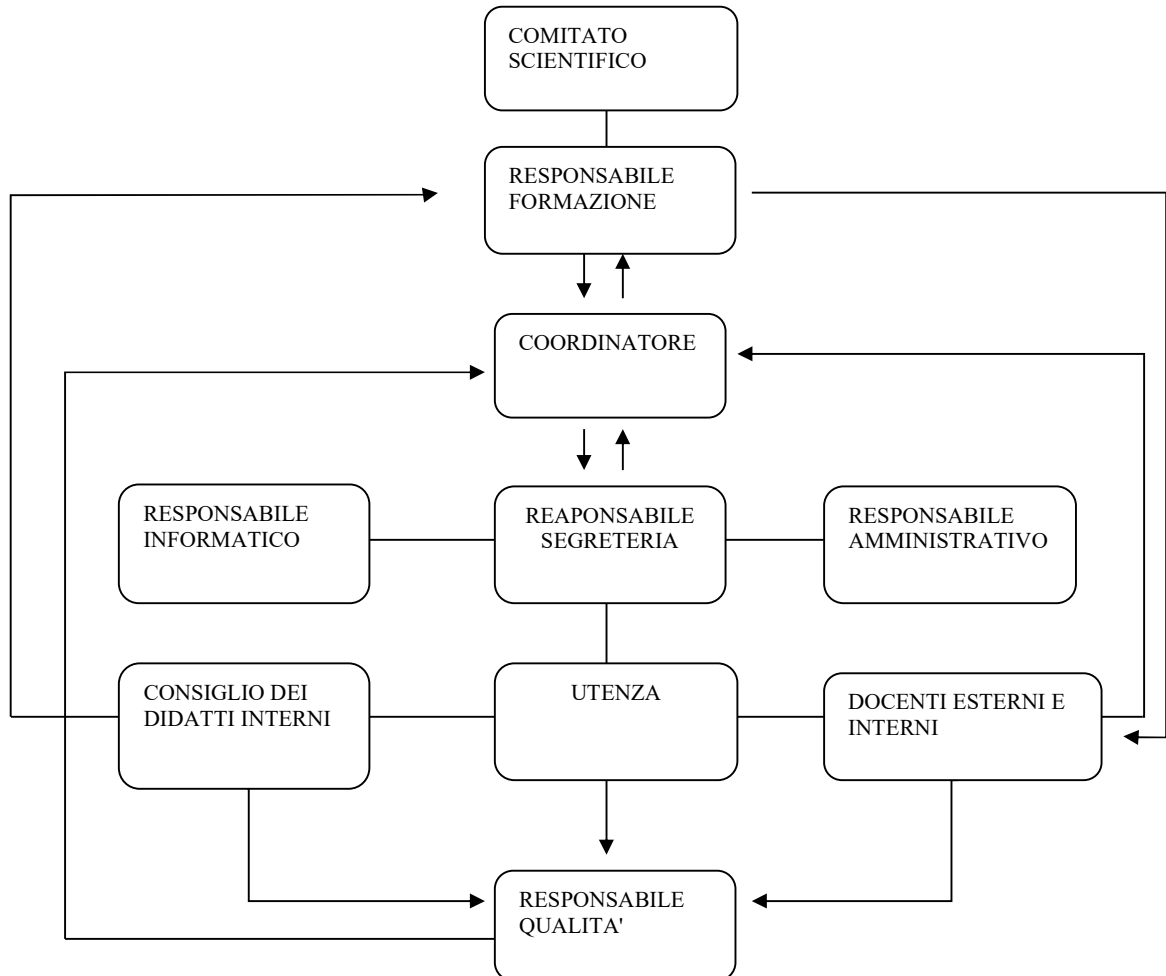 COMITATO
SCIENTIFICO
RESPONSABILE
FORMAZIONE
COORDINATORE
RESPONSABILE
INFORMATICO
REAPONSABILE
SEGRETERIA
RESPONSABILE
AMMINISTRATIVO
CONSIGLIO DEI
DIDATTI INTERNI
UTENZA
DOCENTI ESTERNI E
INTERNI
RESPONSABILE
QUALITA'